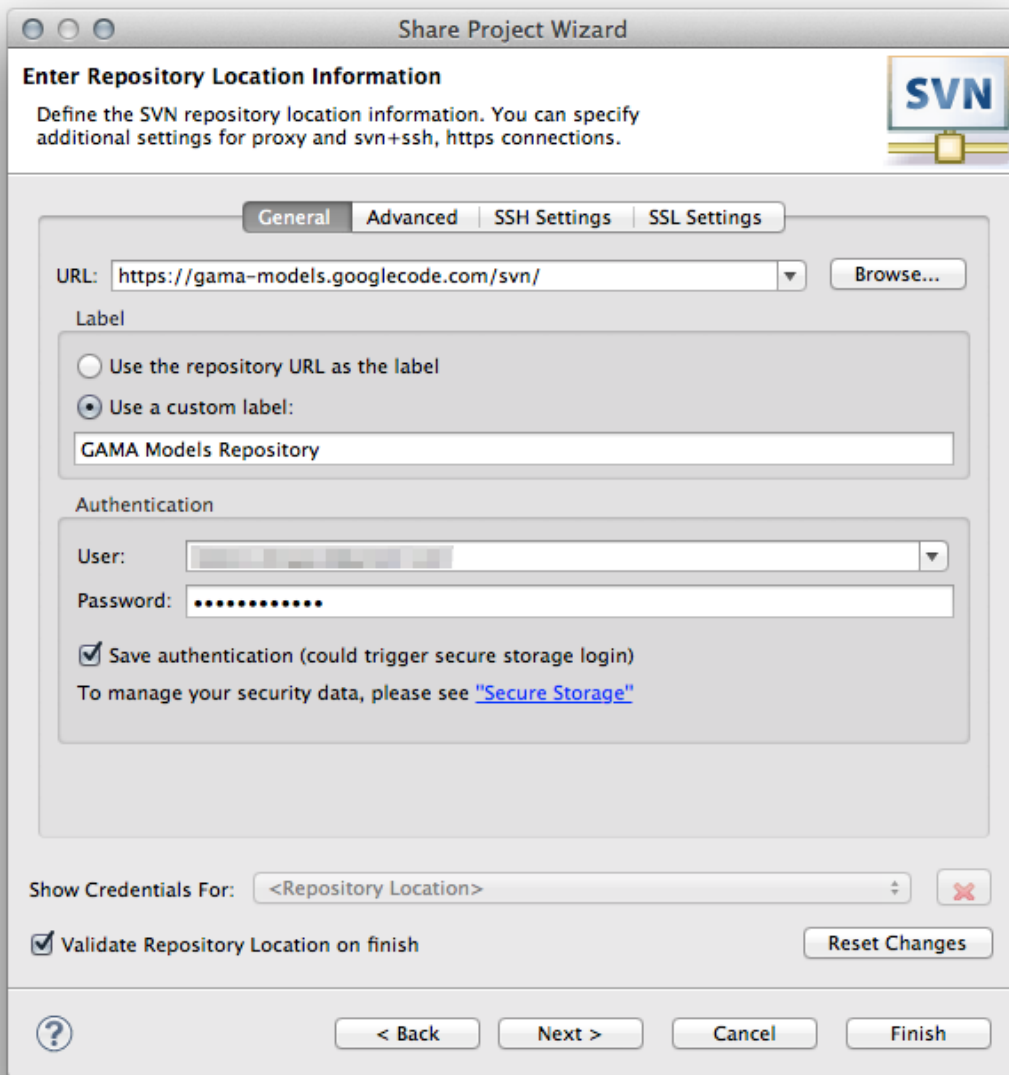 Share Project Wizard
Enter Repository Location Information
Define the SVN repository location information. You can specify
additional settings for proxy and svn+ssh, https connections.
SVN
General Advanced SSH Settings SSL Settings
URL: https://gama-models.googlecode.com/svn/ Browse...
Label
Use the repository URL as the label
Use a custom label:
GAMA Models Repository
Authentication
User:
Password: ••••••••••••
Save authentication (could trigger secure storage login)
To manage your security data, please see "Secure Storage"
Show Credentials For: <Repository Location>
Validate Repository Location on finish Reset Changes
? < Back Next > Cancel Finish